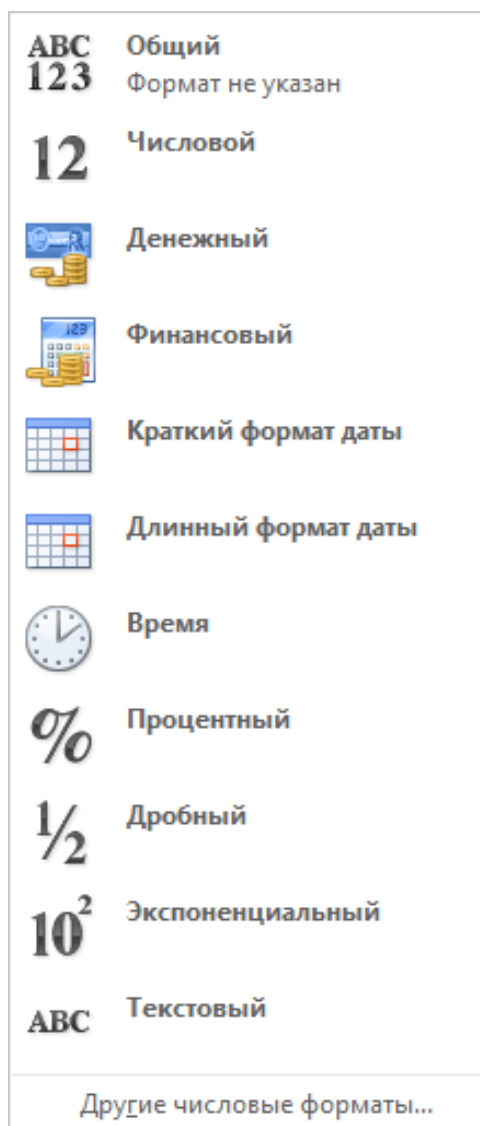 ABC
123
Общий
Формат не указан
12
Числовой
Денежный
123
Финансовый
Краткий формат даты
Длинный формат даты
Время
%
Процентный
1/2
Дробный
10²
Экспоненциальный
ABC
Текстовый
Другие числовые форматы...